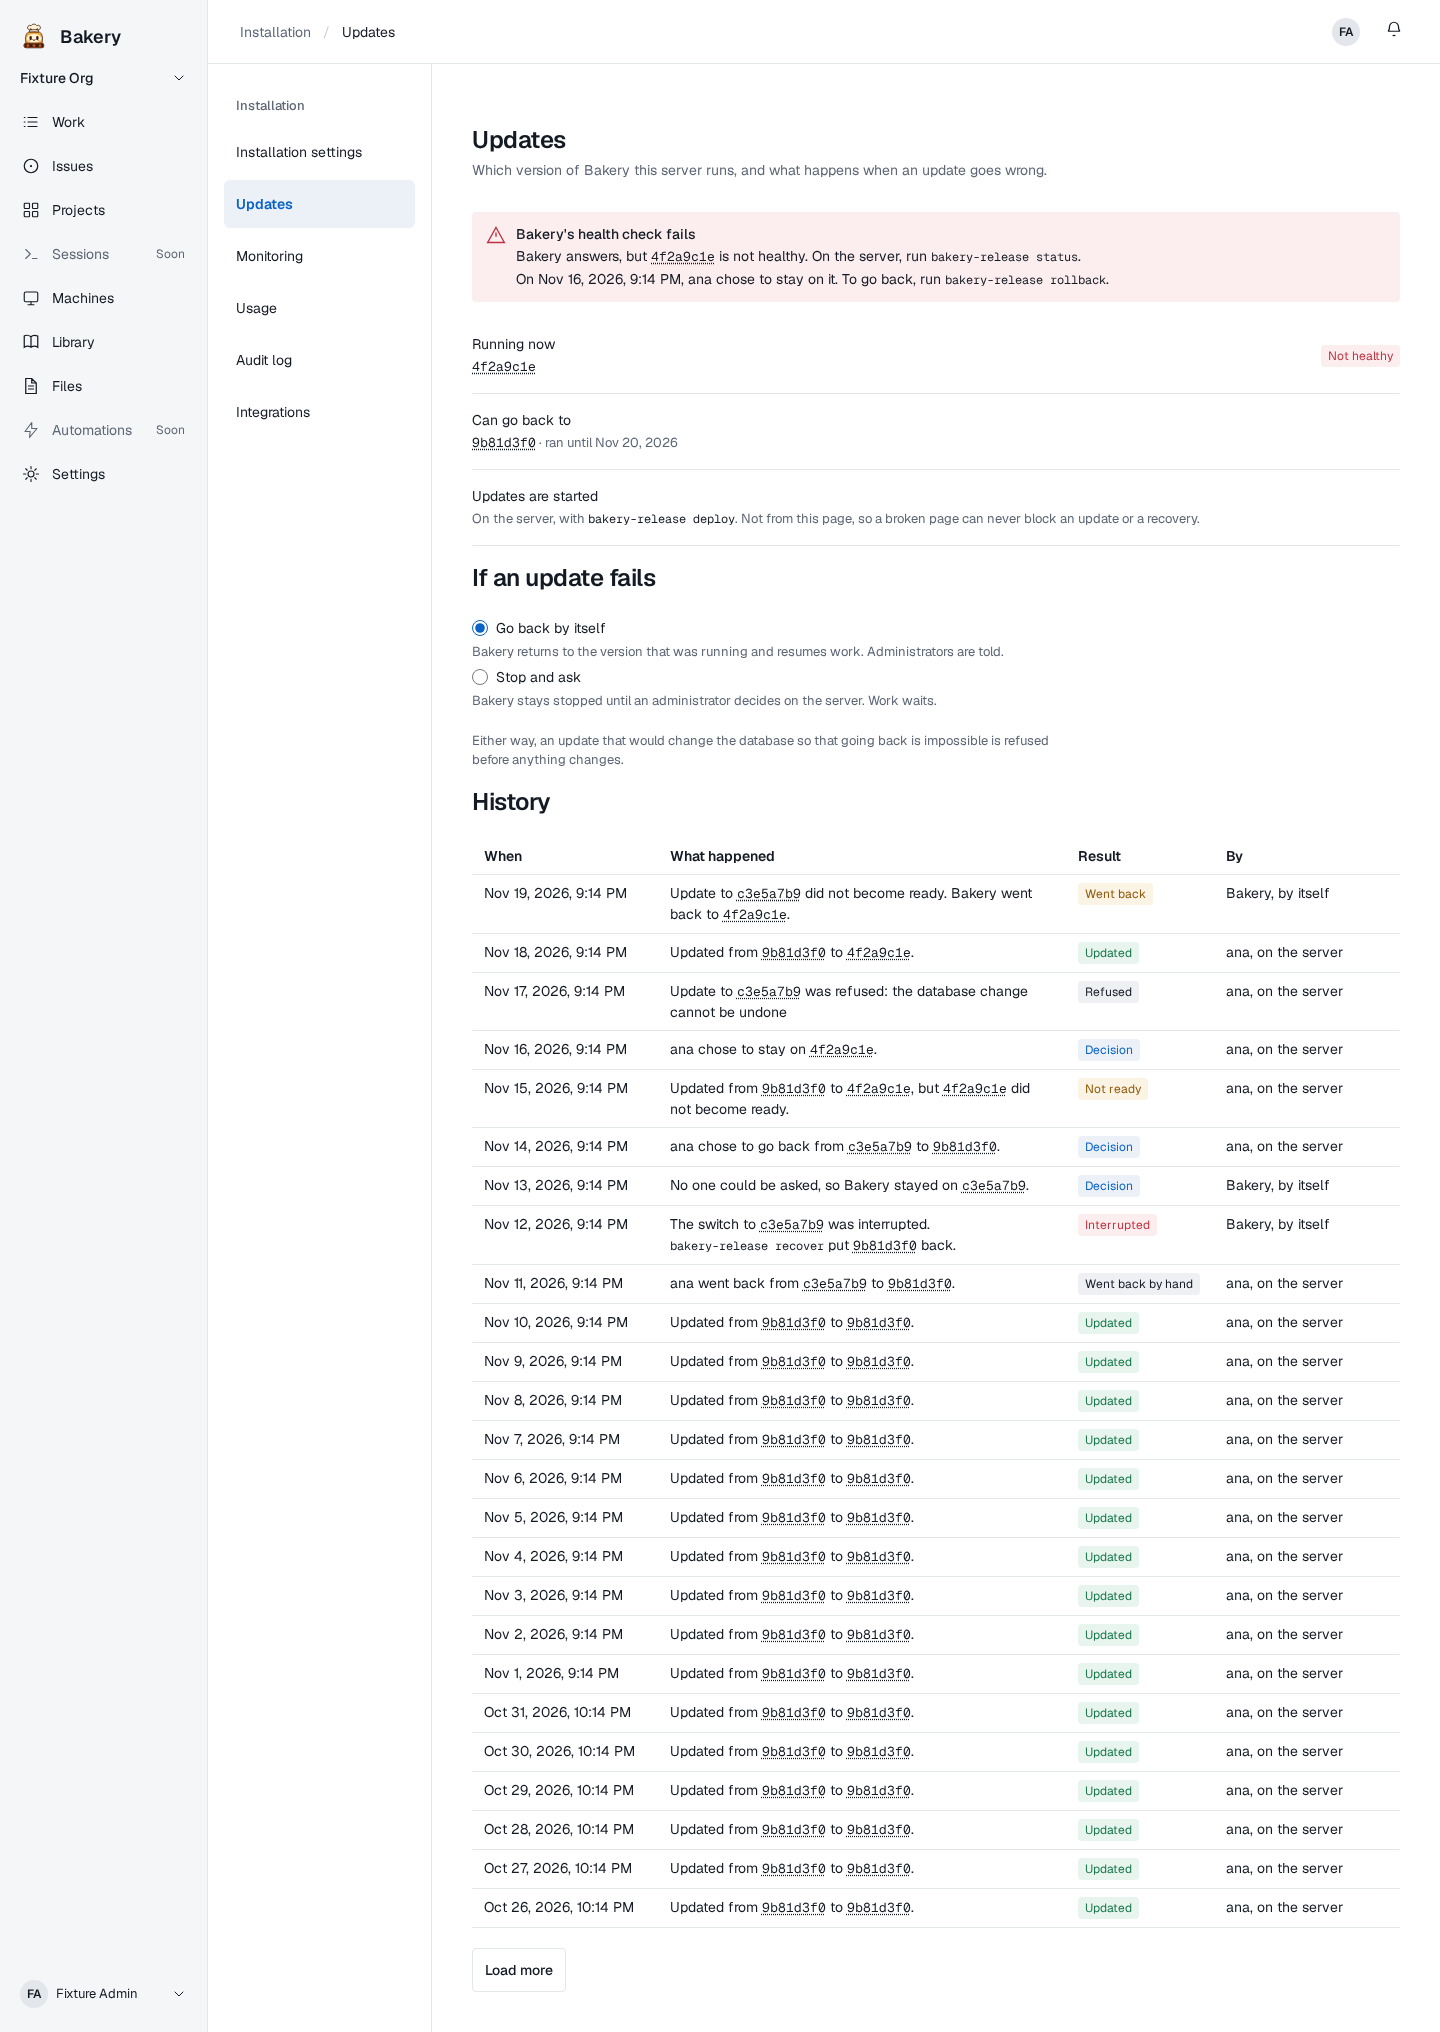 Bakery
Fixture Org
Work
Issues
Projects
Sessions Soon
Machines
Library
Files
Automations Soon
Settings
FA Fixture Admin
Installation / Updates
FA
Installation
Installation settings
Updates
Monitoring
Usage
Audit log
Integrations
Updates
Which version of Bakery this server runs, and what happens when an update goes wrong.
Bakery's health check fails
Bakery answers, but 4f2a9c1e is not healthy. On the server, run bakery-release status.
On Nov 16, 2026, 9:14 PM, ana chose to stay on it. To go back, run bakery-release rollback.
Running now
4f2a9c1e
Not healthy
Can go back to
9b81d3f0 · ran until Nov 20, 2026
Updates are started
On the server, with bakery-release deploy. Not from this page, so a broken page can never block an update or a recovery.
If an update fails
Go back by itself
Bakery returns to the version that was running and resumes work. Administrators are told.
Stop and ask
Bakery stays stopped until an administrator decides on the server. Work waits.
Either way, an update that would change the database so that going back is impossible is refused
before anything changes.
History
When What happened Result By
Nov 19, 2026, 9:14 PM Update to c3e5a7b9 did not become ready. Bakery went Went back Bakery, by itself
back to 4f2a9c1e.
Nov 18, 2026, 9:14 PM Updated from 9b81d3f0 to 4f2a9c1e. Updated ana, on the server
Nov 17, 2026, 9:14 PM Update to c3e5a7b9 was refused: the database change Refused ana, on the server
cannot be undone
Nov 16, 2026, 9:14 PM ana chose to stay on 4f2a9c1e. Decision ana, on the server
Nov 15, 2026, 9:14 PM Updated from 9b81d3f0 to 4f2a9c1e, but 4f2a9c1e did Not ready ana, on the server
not become ready.
Nov 14, 2026, 9:14 PM ana chose to go back from c3e5a7b9 to 9b81d3f0. Decision ana, on the server
Nov 13, 2026, 9:14 PM No one could be asked, so Bakery stayed on c3e5a7b9. Decision Bakery, by itself
Nov 12, 2026, 9:14 PM The switch to c3e5a7b9 was interrupted. Interrupted Bakery, by itself
bakery-release recover put 9b81d3f0 back.
Nov 11, 2026, 9:14 PM ana went back from c3e5a7b9 to 9b81d3f0. Went back by hand ana, on the server
Nov 10, 2026, 9:14 PM Updated from 9b81d3f0 to 9b81d3f0. Updated ana, on the server
Nov 9, 2026, 9:14 PM Updated from 9b81d3f0 to 9b81d3f0. Updated ana, on the server
Nov 8, 2026, 9:14 PM Updated from 9b81d3f0 to 9b81d3f0. Updated ana, on the server
Nov 7, 2026, 9:14 PM Updated from 9b81d3f0 to 9b81d3f0. Updated ana, on the server
Nov 6, 2026, 9:14 PM Updated from 9b81d3f0 to 9b81d3f0. Updated ana, on the server
Nov 5, 2026, 9:14 PM Updated from 9b81d3f0 to 9b81d3f0. Updated ana, on the server
Nov 4, 2026, 9:14 PM Updated from 9b81d3f0 to 9b81d3f0. Updated ana, on the server
Nov 3, 2026, 9:14 PM Updated from 9b81d3f0 to 9b81d3f0. Updated ana, on the server
Nov 2, 2026, 9:14 PM Updated from 9b81d3f0 to 9b81d3f0. Updated ana, on the server
Nov 1, 2026, 9:14 PM Updated from 9b81d3f0 to 9b81d3f0. Updated ana, on the server
Oct 31, 2026, 10:14 PM Updated from 9b81d3f0 to 9b81d3f0. Updated ana, on the server
Oct 30, 2026, 10:14 PM Updated from 9b81d3f0 to 9b81d3f0. Updated ana, on the server
Oct 29, 2026, 10:14 PM Updated from 9b81d3f0 to 9b81d3f0. Updated ana, on the server
Oct 28, 2026, 10:14 PM Updated from 9b81d3f0 to 9b81d3f0. Updated ana, on the server
Oct 27, 2026, 10:14 PM Updated from 9b81d3f0 to 9b81d3f0. Updated ana, on the server
Oct 26, 2026, 10:14 PM Updated from 9b81d3f0 to 9b81d3f0. Updated ana, on the server
Load more